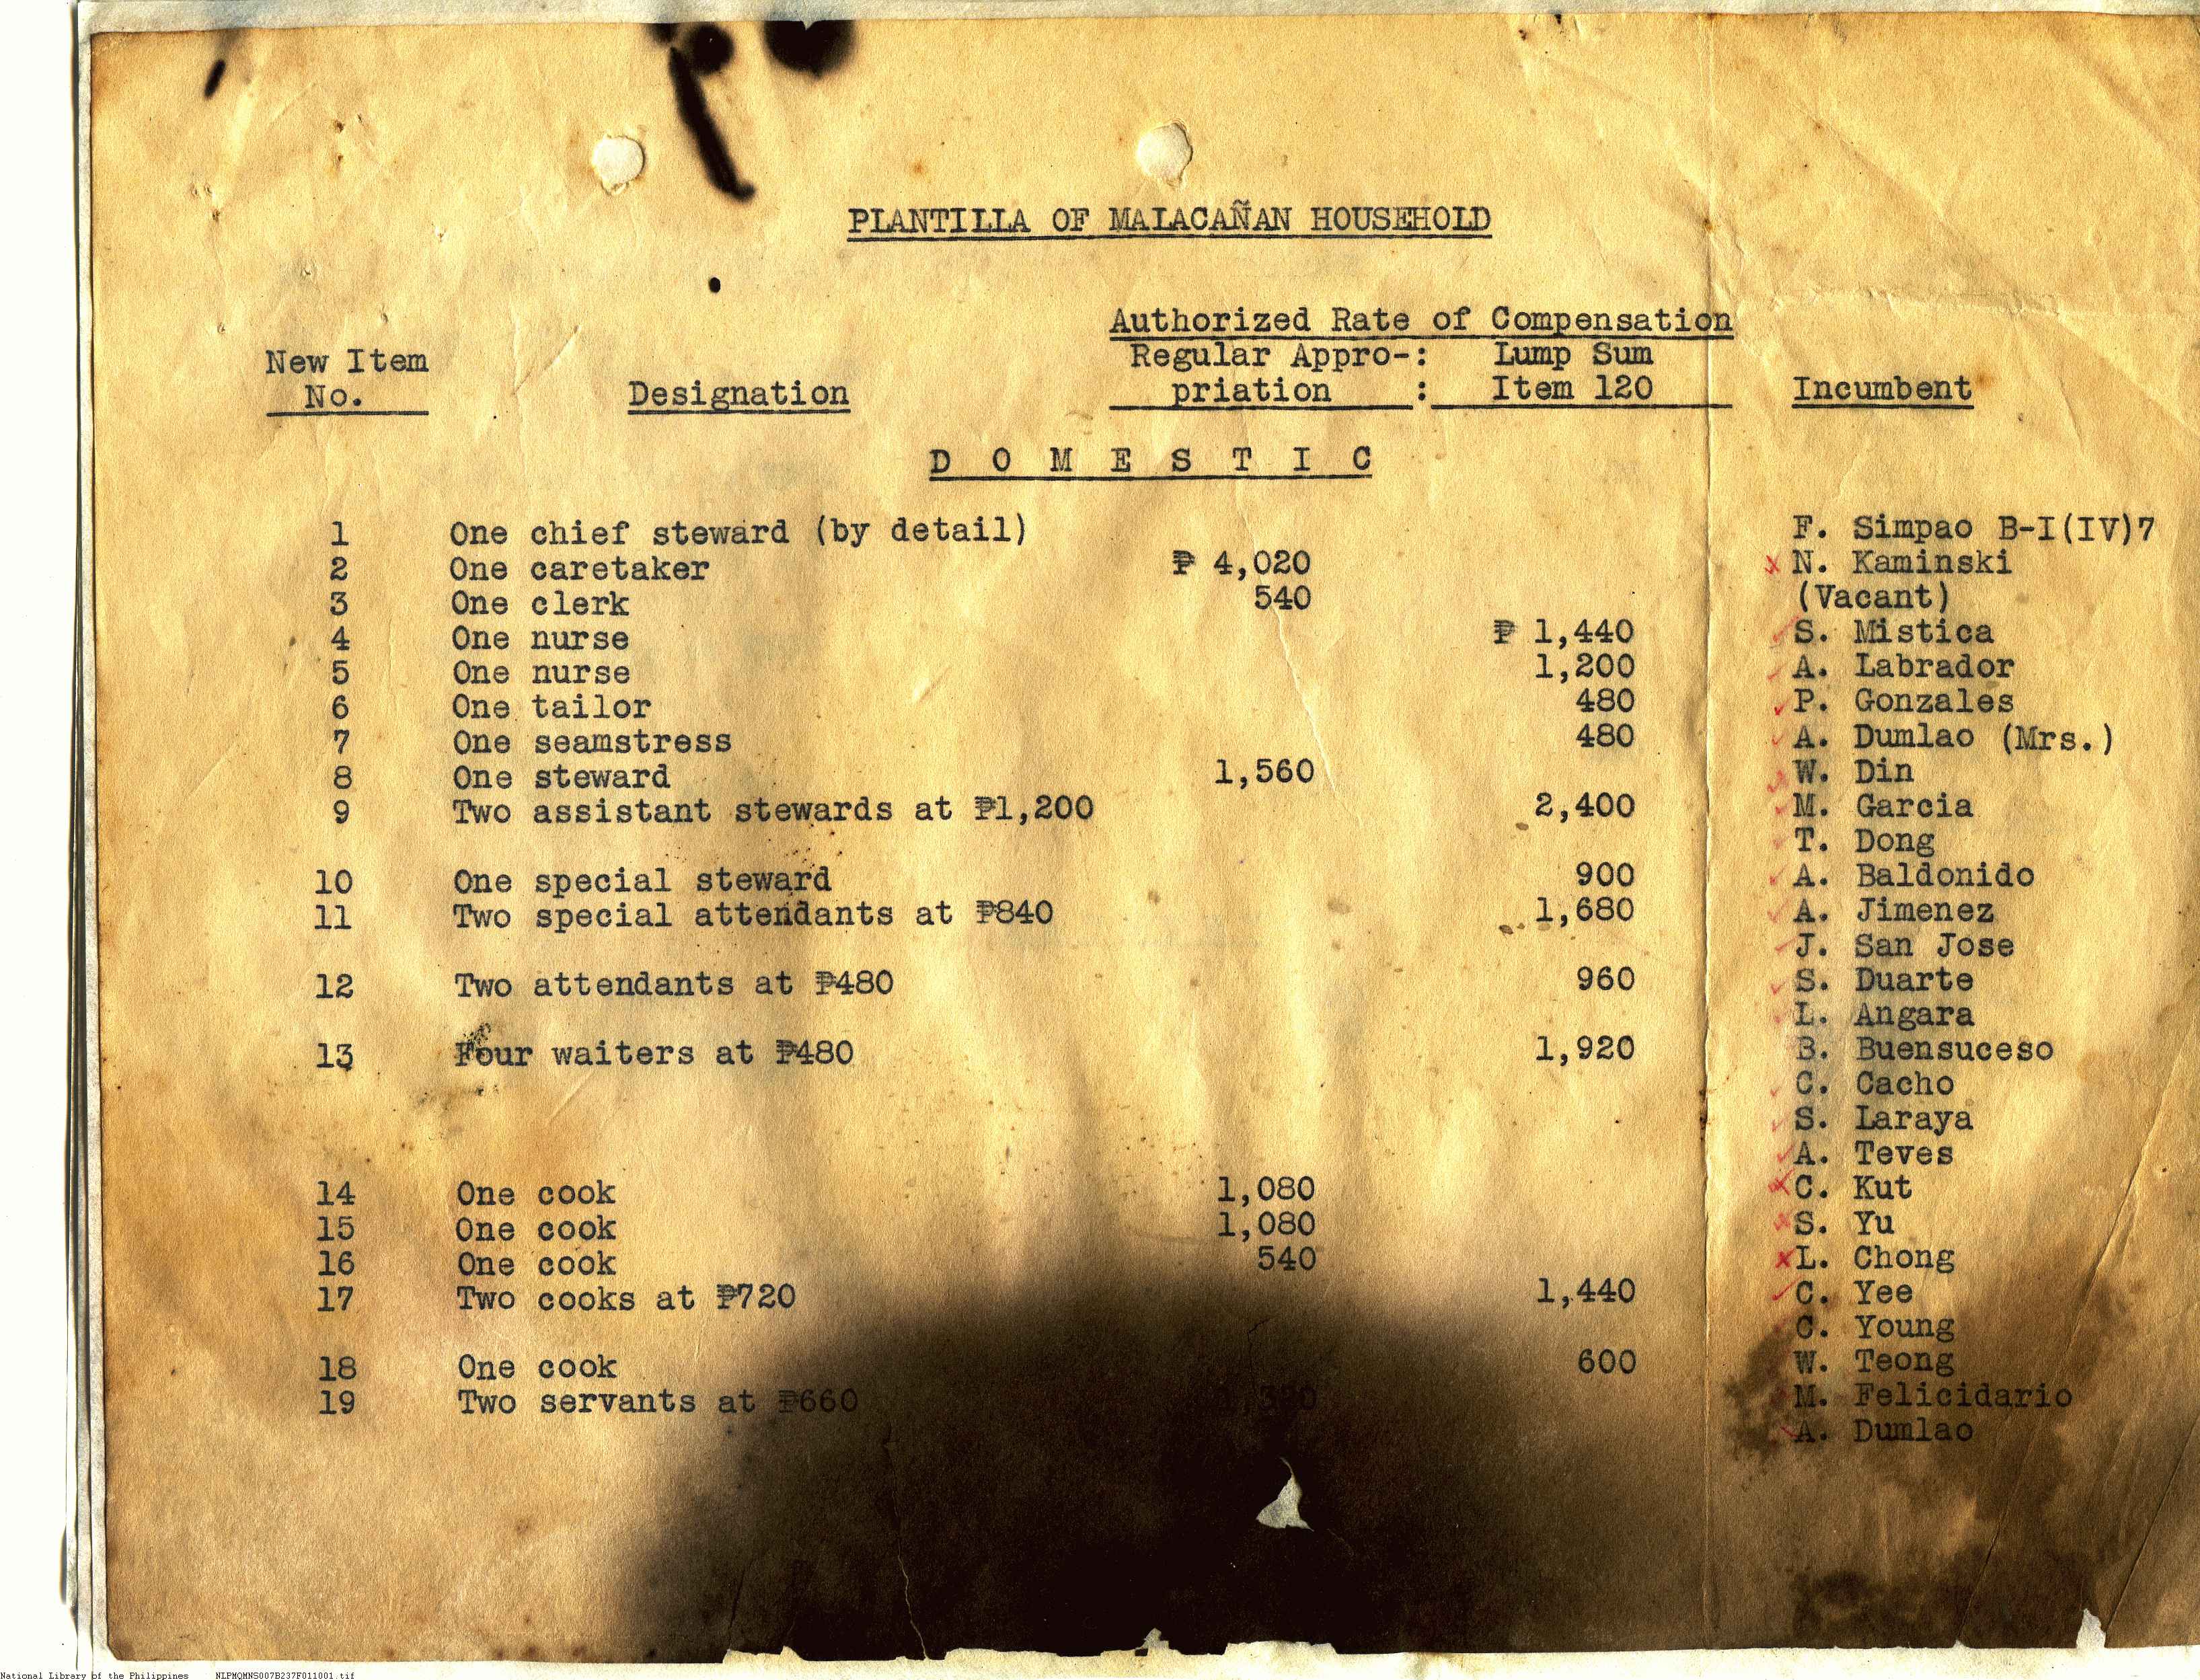 PLANTILLA OF MALACAÑAN HOUSEHOLD
Authorized Rate of Compensation
New Item Regular Appro-: Lump Sum
No. Designation priation : Item 120 Incumbent
D O M E S T I C
1 One chief steward (by detail) F. Simpao B-I(IV)7
2 One caretaker ₱ 4,020 N. Kaminski
3 One clerk 540 (Vacant)
4 One nurse ₱ 1,440 S. Mistica
5 One nurse 1,200 A. Labrador
6 One tailor 480 P. Gonzales
7 One seamstress 480 A. Dumlao (Mrs.)
8 One steward 1,560 W. Din
9 Two assistant stewards at ₱1,200 2,400 M. Garcia
T. Dong
10 One special steward 900 A. Baldonido
11 Two special attendants at ₱840 1,680 A. Jimenez
J. San Jose
12 Two attendants at ₱480 960 S. Duarte
L. Angara
13 Four waiters at ₱480 1,920 B. Buensuceso
C. Cacho
S. Laraya
A. Teves
14 One cook 1,080 C. Kut
15 One cook 1,080 S. Yu
16 One cook 540 L. Chong
17 Two cooks at ₱720 1,440 C. Yee
C. Young
18 One cook 600 W. Teong
19 Two servants at ₱660 1,320 M. Felicidario
A. Dumlao
National Library of the Philippines NLPMQMNS007B237F011001.tif